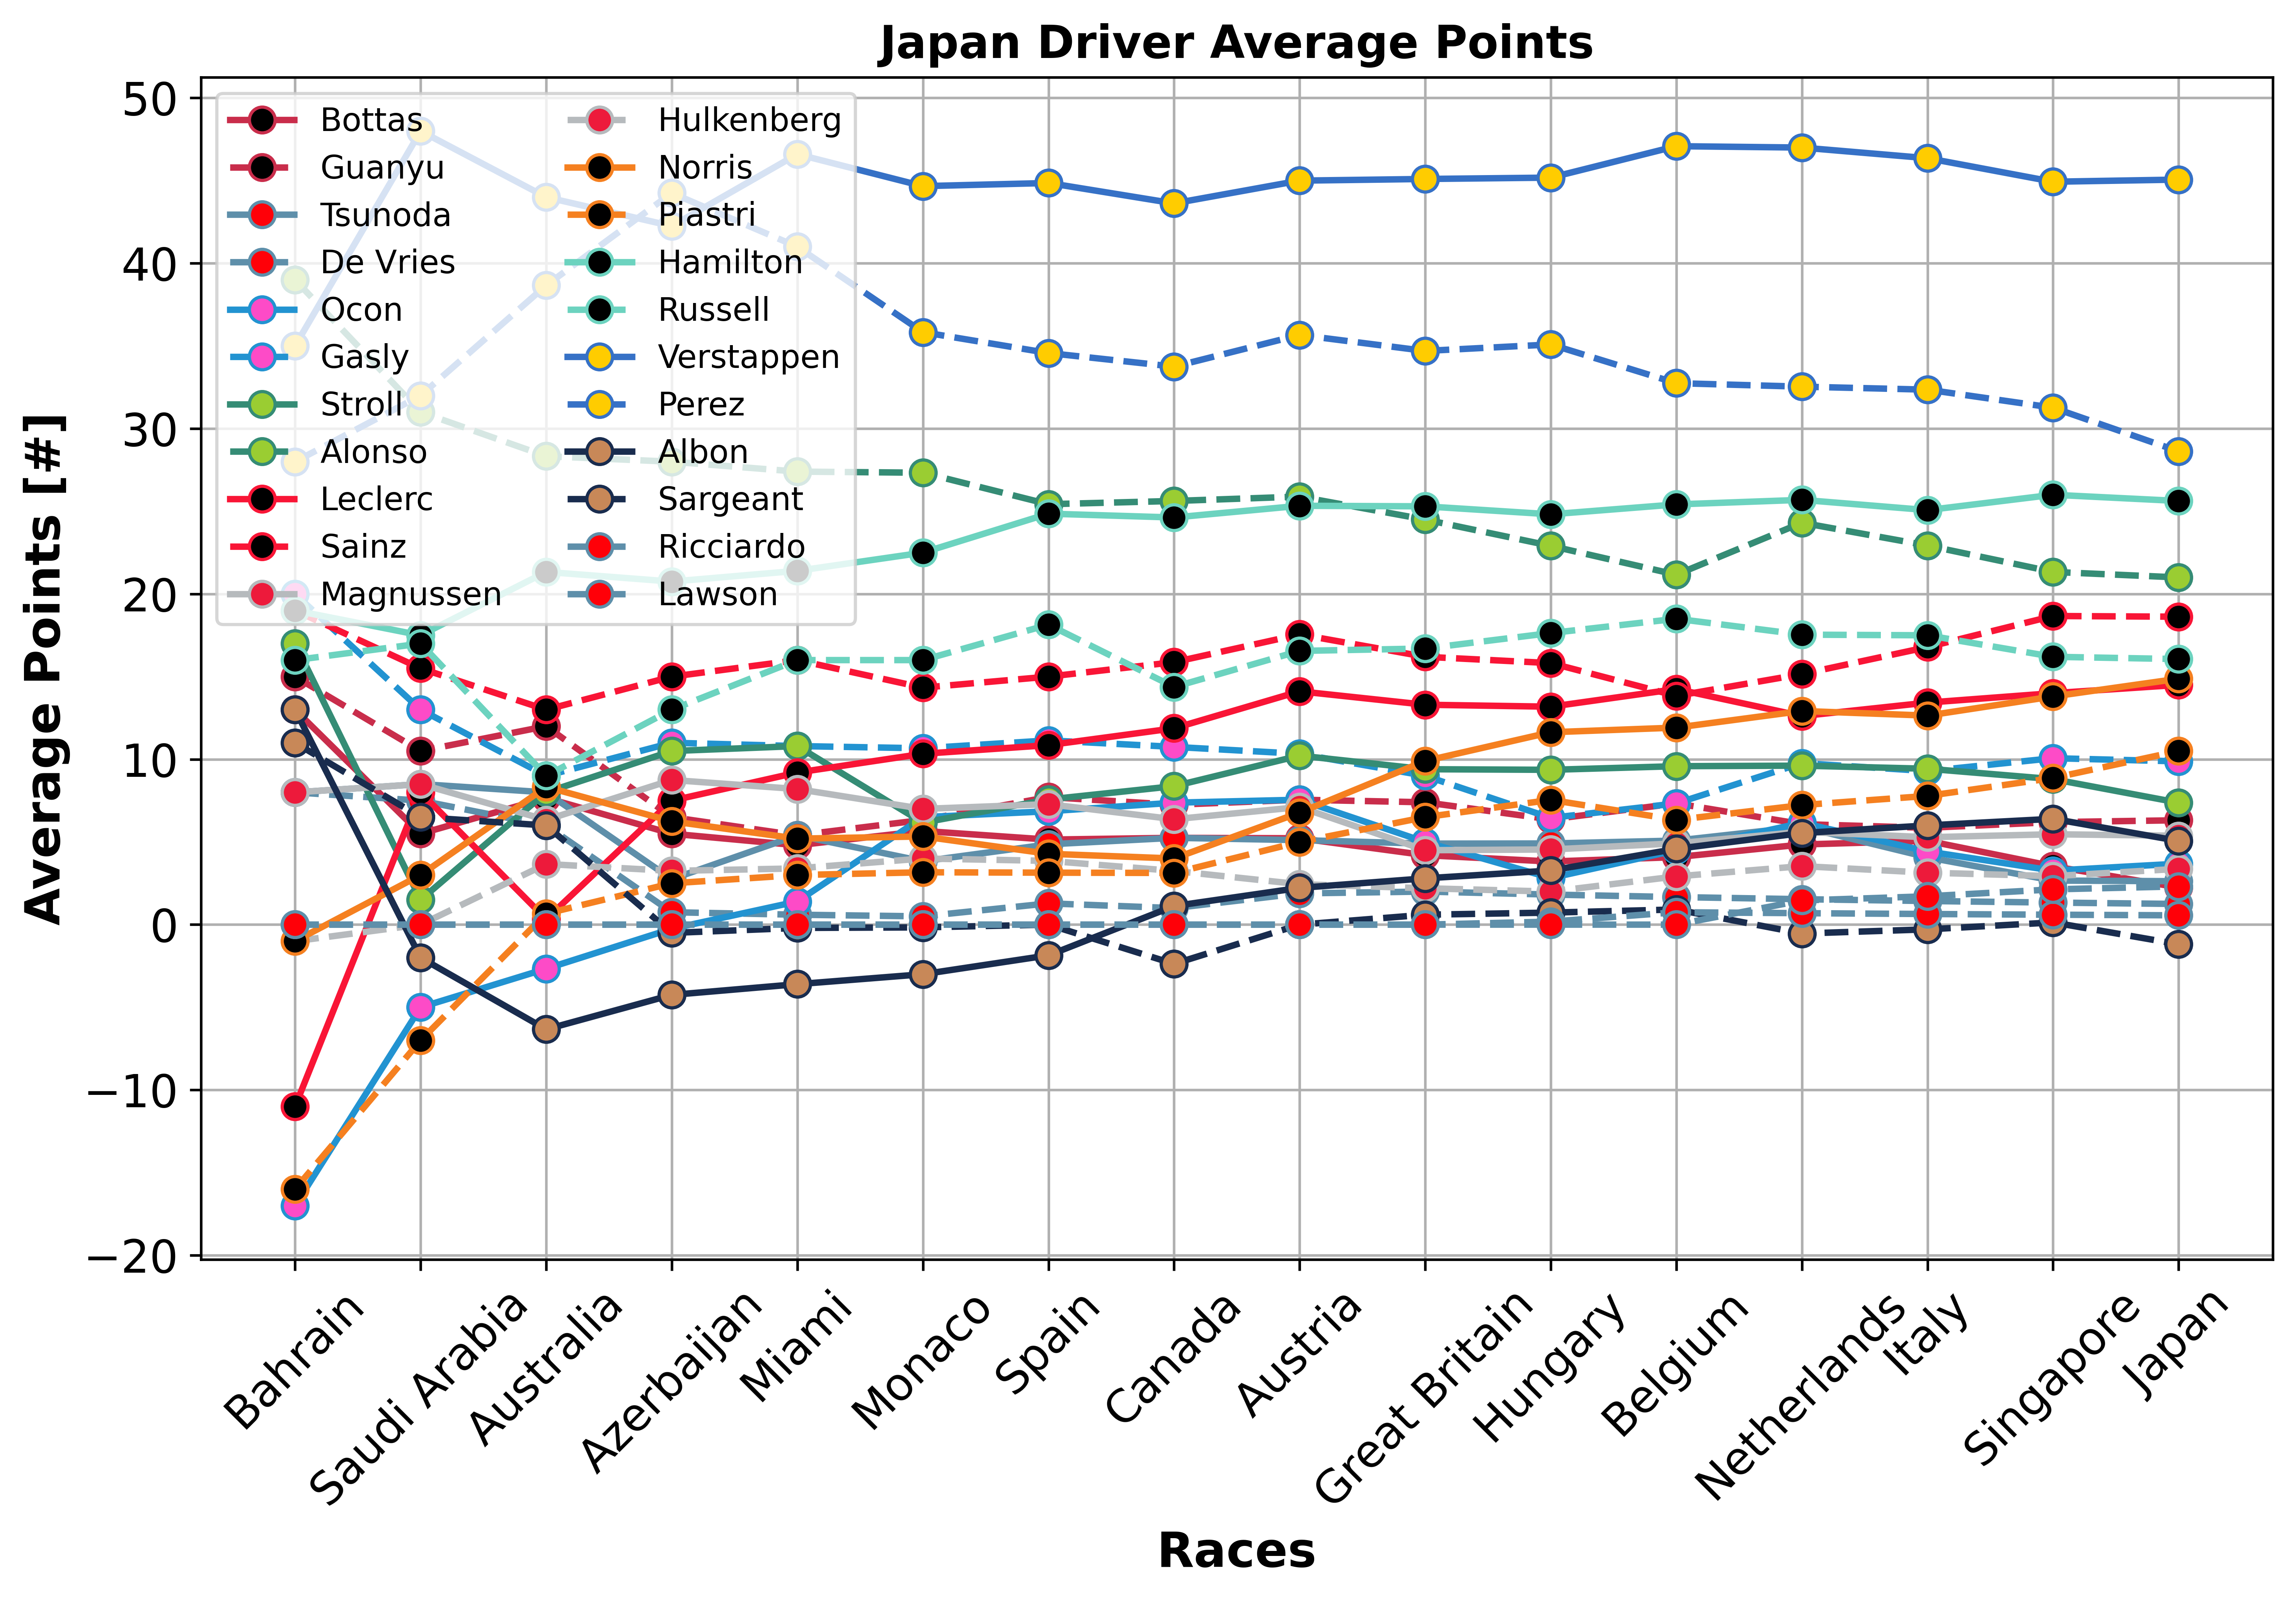 Japan Driver Average Points
Average Points [#]
50
40
30
20
10
0
−10
−20
Bottas
Guanyu
Tsunoda
De Vries
Ocon
Gasly
Stroll
Alonso
Leclerc
Sainz
Magnussen
Hulkenberg
Norris
Piastri
Hamilton
Russell
Verstappen
Perez
Albon
Sargeant
Ricciardo
Lawson
Bahrain
Saudi Arabia
Australia
Azerbaijan
Miami
Monaco
Spain
Canada
Austria
Great Britain
Hungary
Belgium
Netherlands
Italy
Singapore
Japan
Races